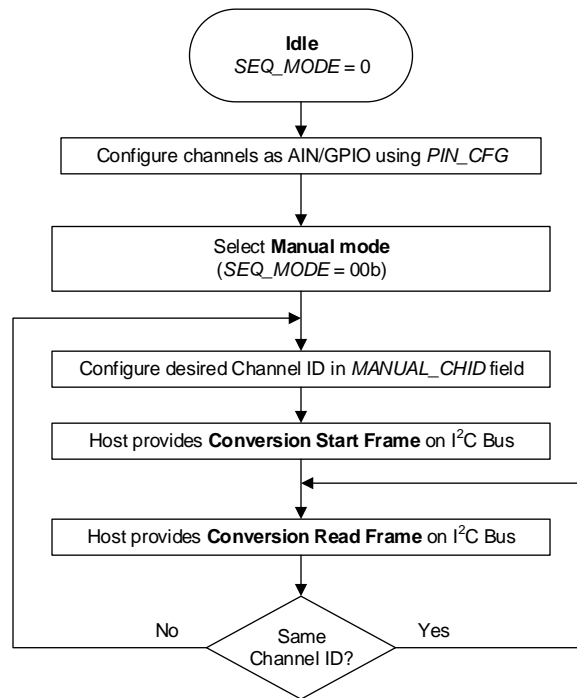 Idle
SEQ_MODE = 0
Configure channels as AIN/GPIO using PIN_CFG
Select Manual mode
(SEQ_MODE = 00b)
Configure desired Channel ID in MANUAL_CHID field
Host provides Conversion Start Frame on I²C Bus
Host provides Conversion Read Frame on I²C Bus
No
Same
Channel ID?
Yes